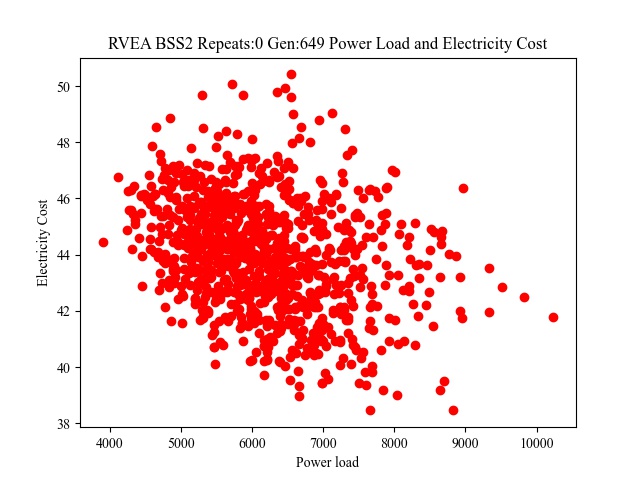 RVEA BSS2 Repeats:0 Gen:649 Power Load and Electricity Cost
50
48
46
44
42
40
38
Electricity Cost
4000 5000 6000 7000 8000 9000 10000
Power load